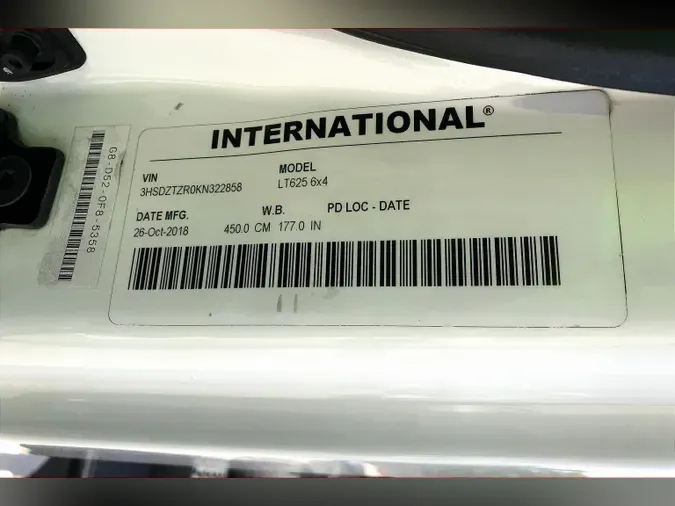 INTERNATIONAL®
VIN
3HSDZTZR0KN322858
MODEL
LT625 6x4
DATE MFG.
26-Oct-2018
W.B.
450.0 CM 177.0 IN
PD LOC - DATE
G8-D52-0F8-5358